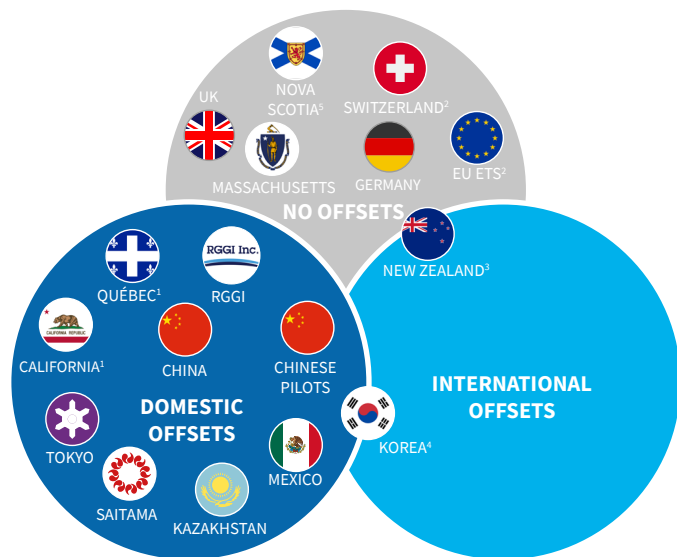 UK
NOVA
SCOTIA⁵
SWITZERLAND²
MASSACHUSETTS
GERMANY
EU ETS²
NO OFFSETS
NEW ZEALAND³
RGGI Inc.
QUÉBEC¹
RGGI
CALIFORNIA REPUBLIC
CALIFORNIA¹
CHINA
CHINESE
PILOTS
DOMESTIC
OFFSETS
INTERNATIONAL
OFFSETS
TOKYO
KOREA⁴
SAITAMA
MEXICO
KAZAKHSTAN